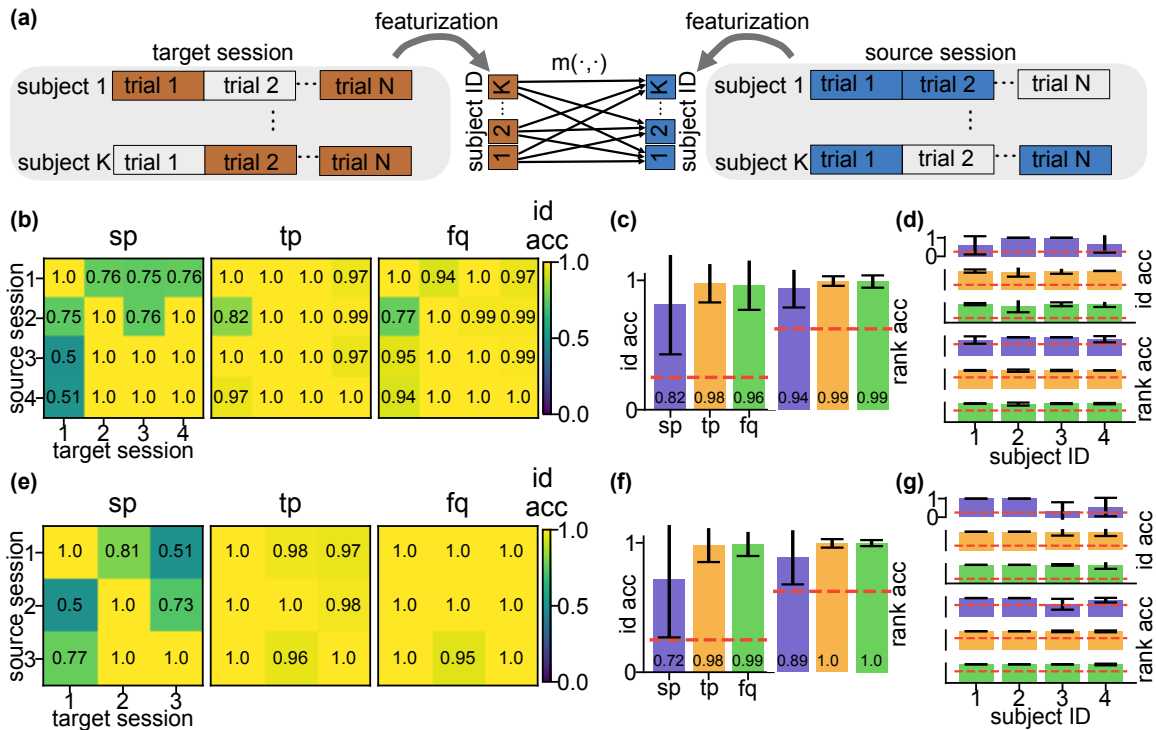 (a)
featurization
featurization
target session
m(·,·)
source session
subject 1 trial 1 trial 2 ··· trial N
subject ID K ··· 2 1
K ··· 2 1 subject ID
trial 1 trial 2 ··· trial N
⋮
⋮
subject K trial 1 trial 2 ··· trial N
subject K trial 1 trial 2 ··· trial N
(b)
sp tp fq id acc
1 1.0 0.76 0.75 0.76 1.0 1.0 1.0 0.97 1.0 0.94 1.0 0.97 1.0
2 0.75 1.0 0.76 1.0 0.82 1.0 1.0 0.99 0.77 1.0 0.99 0.99
0.5
3 0.5 1.0 1.0 1.0 1.0 1.0 1.0 0.97 0.95 1.0 1.0 0.99
4 0.51 1.0 1.0 1.0 0.97 1.0 1.0 1.0 0.94 1.0 1.0 1.0 0.0
source session
1 2 3 4
target session
(c)
1
0
id acc
rank acc
0.82 0.98 0.96 0.94 0.99 0.99
sp tp fq
(d)
1
0
id acc
rank acc
1 2 3 4
subject ID
(e)
sp tp fq id acc
1 1.0 0.81 0.51 1.0 0.98 0.97 1.0 1.0 1.0 1.0
2 0.5 1.0 0.73 1.0 1.0 0.98 1.0 1.0 1.0 0.5
3 0.77 1.0 1.0 1.0 0.96 1.0 1.0 0.95 1.0 0.0
source session
1 2 3
target session
(f)
1
0
id acc
rank acc
0.72 0.98 0.99 0.89 1.0 1.0
sp tp fq
(g)
1
0
id acc
rank acc
1 2 3 4
subject ID